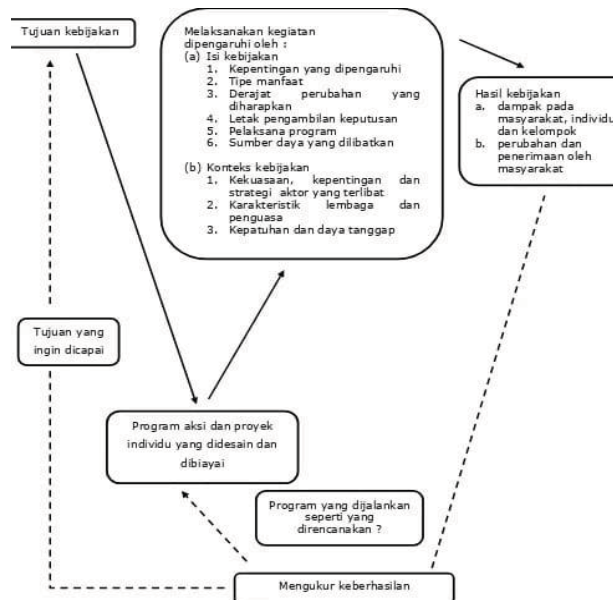 Tujuan kebijakan
Melaksanakan kegiatan
dipengaruhi oleh :
(a) Isi kebijakan
1. Kepentingan yang dipengaruhi
2. Tipe manfaat
3. Derajat perubahan yang
diharapkan
4. Letak pengambilan keputusan
5. Pelaksana program
6. Sumber daya yang dilibatkan
(b) Konteks kebijakan
1. Kekuasaan, kepentingan dan
strategi aktor yang terlibat
2. Karakteristik lembaga dan
penguasa
3. Kepatuhan dan daya tanggap
Hasil kebijakan
a. dampak pada
masyarakat, individu
dan kelompok
b. perubahan dan
penerimaan oleh
masyarakat
Tujuan yang
ingin dicapai
Program aksi dan proyek
individu yang didesain dan
dibiayai
Program yang dijalankan
seperti yang
direncanakan ?
Mengukur keberhasilan